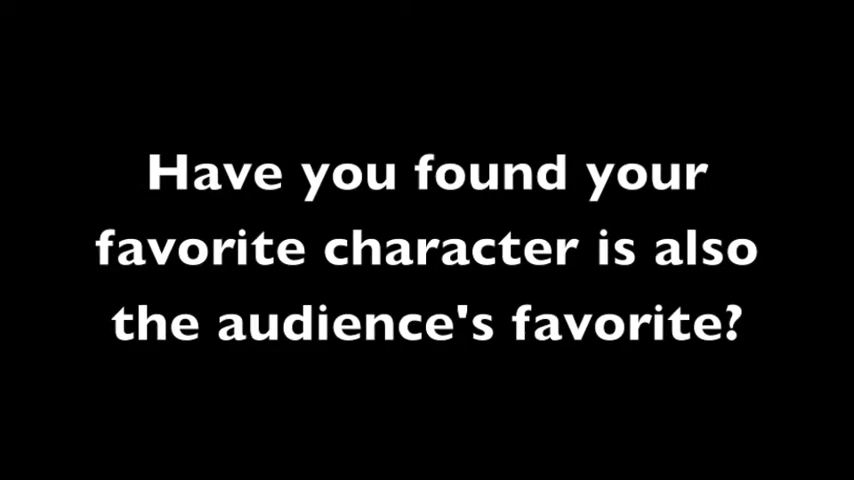 Have you found your
favorite character is also
the audience's favorite?